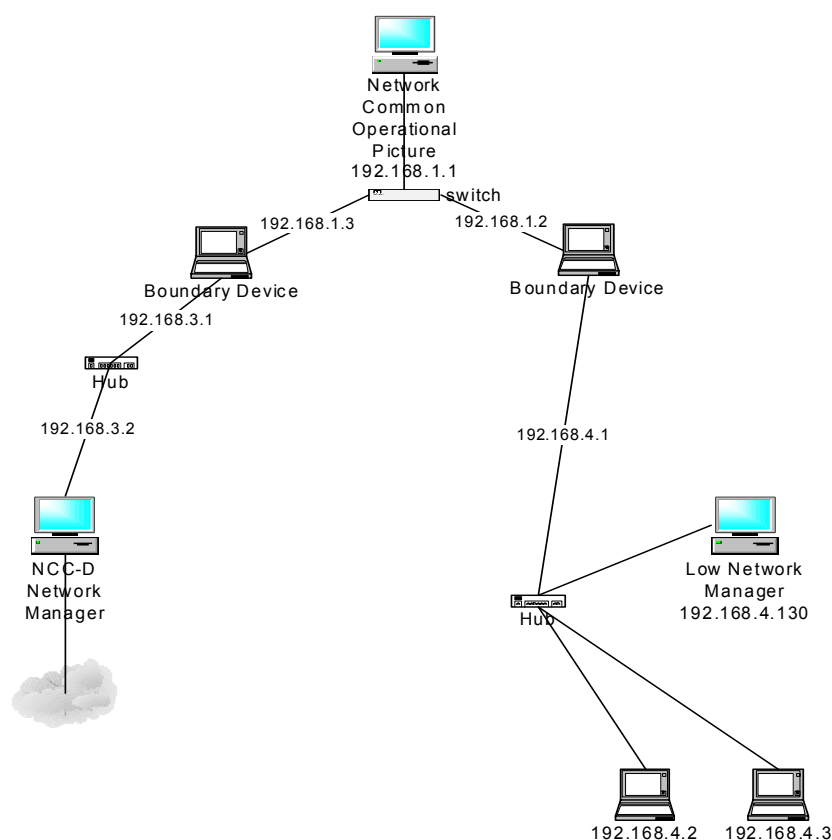 Network
Common
Operational
Picture
192.168.1.1
switch
192.168.1.3
192.168.1.2
Boundary Device
Boundary Device
192.168.3.1
Hub
192.168.3.2
192.168.4.1
NCC-D
Network
Manager
Low Network
Manager
192.168.4.130
Hub
192.168.4.2
192.168.4.3